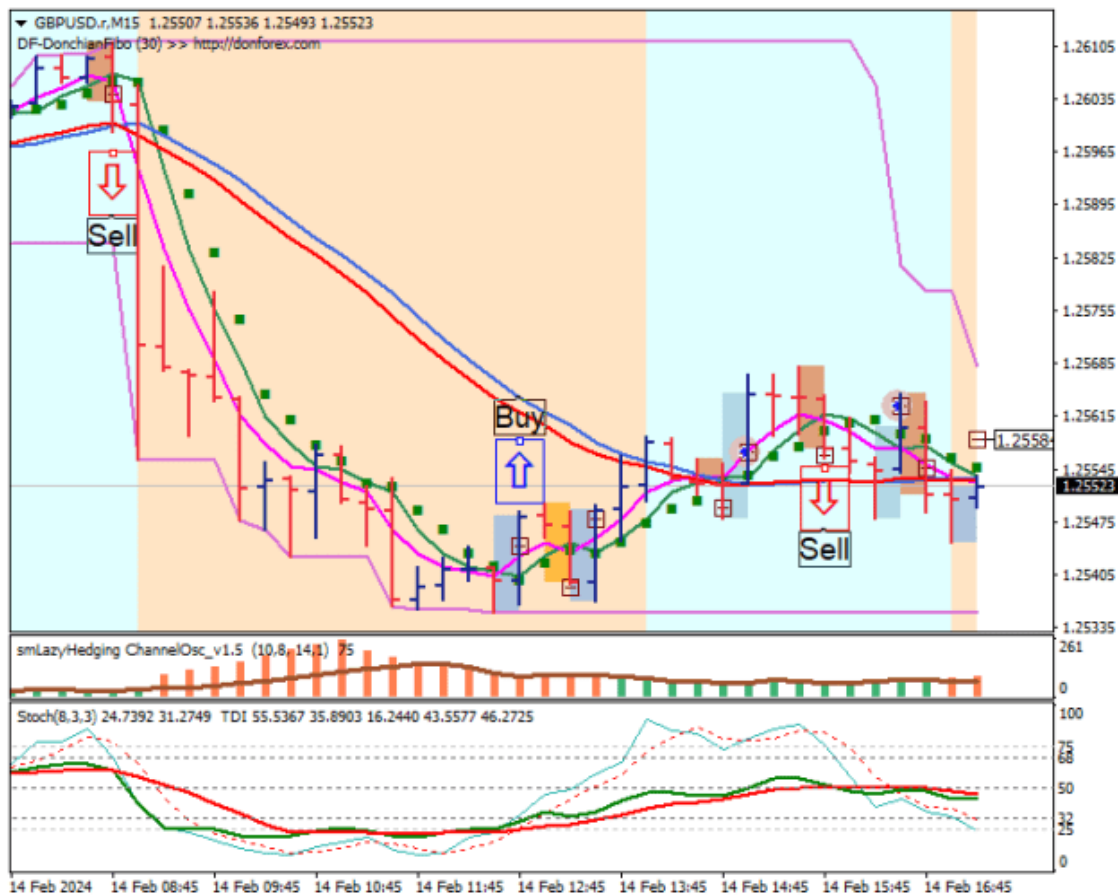 GBPUSD.r,M15 1.25507 1.25536 1.25493 1.25523
DF-DonchianFibo (30) >> http://donforex.com
1.26105
1.26035
1.25965
1.25895
1.25825
1.25755
1.25685
1.25615
1.25584
1.25545
1.25523
1.25475
1.25405
1.25335
Sell
Buy
Sell
smLazyHedging ChannelOsc_v1.5 (10,8, 14,1) 75
261
0
Stoch(8,3,3) 24.7392 31.2749 TDI 55.5367 35.8903 16.2440 43.5577 46.2725
100
75
68
50
32
25
0
14 Feb 2024
14 Feb 08:45
14 Feb 09:45
14 Feb 10:45
14 Feb 11:45
14 Feb 12:45
14 Feb 13:45
14 Feb 14:45
14 Feb 15:45
14 Feb 16:45